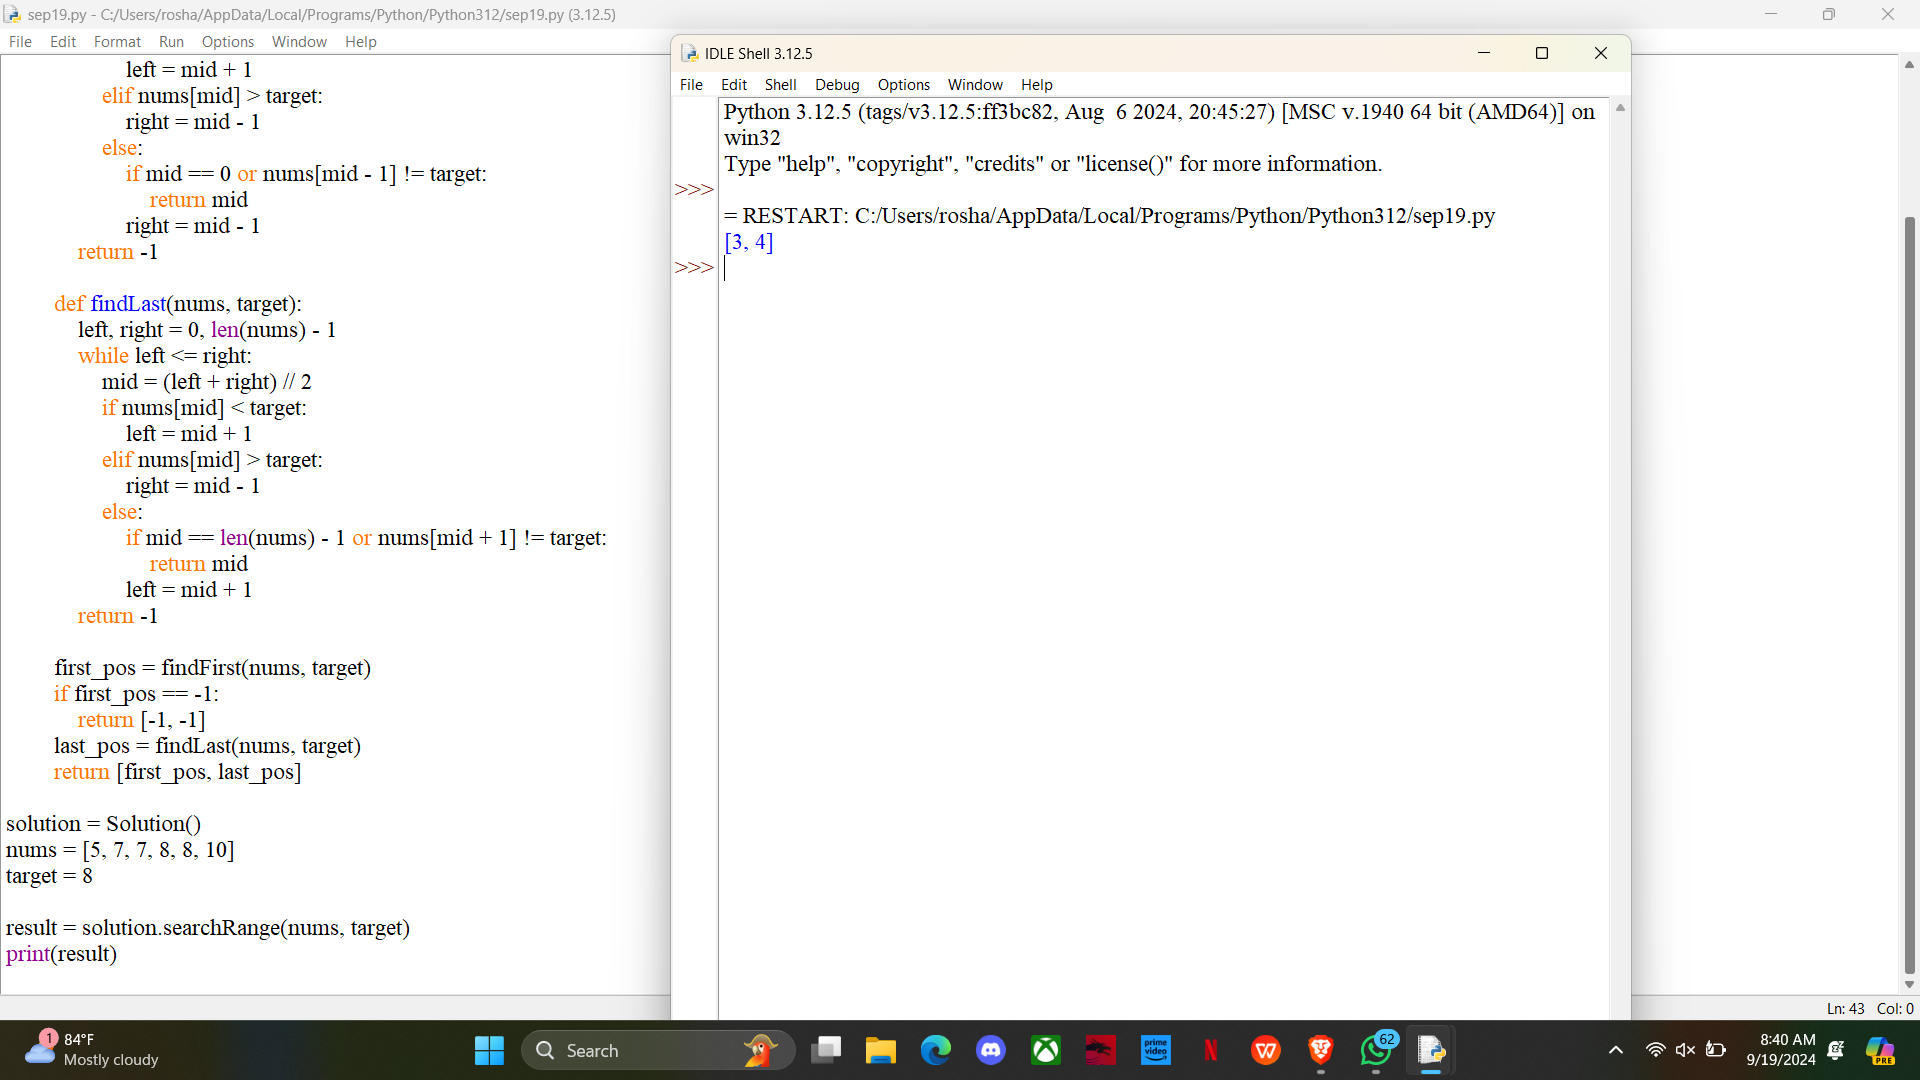 sep19.py - C:/Users/rosha/AppData/Local/Programs/Python/Python312/sep19.py (3.12.5)
File Edit Format Run Options Window Help
            left = mid + 1
        elif nums[mid] > target:
            right = mid - 1
        else:
            if mid == 0 or nums[mid - 1] != target:
                return mid
            right = mid - 1
    return -1
def findLast(nums, target):
    left, right = 0, len(nums) - 1
    while left <= right:
        mid = (left + right) // 2
        if nums[mid] < target:
            left = mid + 1
        elif nums[mid] > target:
            right = mid - 1
        else:
            if mid == len(nums) - 1 or nums[mid + 1] != target:
                return mid
            left = mid + 1
    return -1
first_pos = findFirst(nums, target)
if first_pos == -1:
    return [-1, -1]
last_pos = findLast(nums, target)
return [first_pos, last_pos]
solution = Solution()
nums = [5, 7, 7, 8, 8, 10]
target = 8
result = solution.searchRange(nums, target)
print(result)
IDLE Shell 3.12.5
File Edit Shell Debug Options Window Help
Python 3.12.5 (tags/v3.12.5:ff3bc82, Aug  6 2024, 20:45:27) [MSC v.1940 64 bit (AMD64)] on
win32
Type "help", "copyright", "credits" or "license()" for more information.
>>>
= RESTART: C:/Users/rosha/AppData/Local/Programs/Python/Python312/sep19.py
[3, 4]
>>>
Ln: 43 Col: 0
1
84°F
Mostly cloudy
Search
prime
video
N
W
62
8:40 AM
9/19/2024
PRE